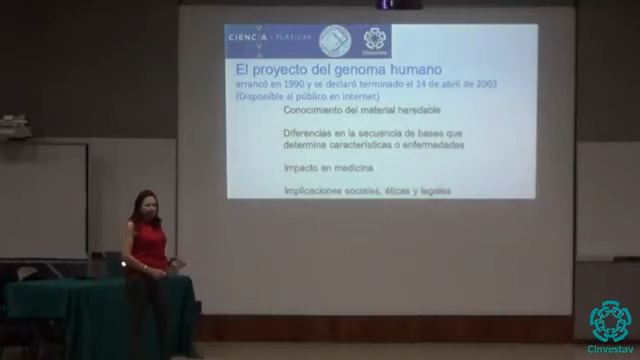 CIENCIA - PLÁTICAS
Cinvestav
El proyecto del genoma humano
arrancó en 1990 y se declaró terminado el 14 de abril de 2003
(Disponible al público en internet)
Conocimiento del material heredable
Diferencias en la secuencia de bases que
determina características o enfermedades
Impacto en medicina
Implicaciones sociales, éticas y legales
Cinvestav